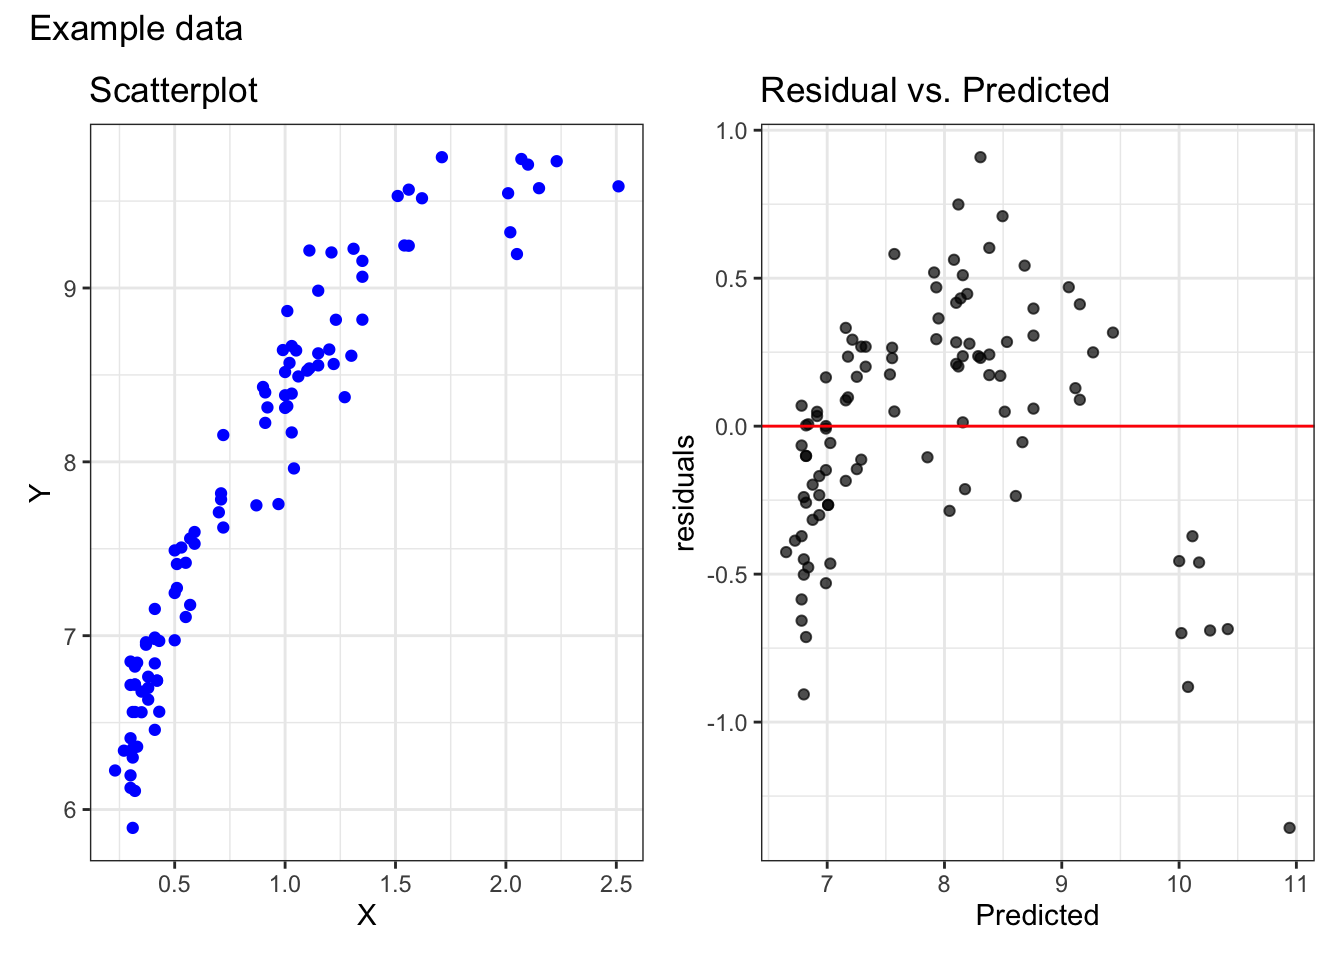 Example data
Scatterplot
9
8
7
6
Y
0.5 1.0 1.5 2.0 2.5
X
Residual vs. Predicted
1.0
0.5
0.0
-0.5
-1.0
residuals
7 8 9 10 11
Predicted